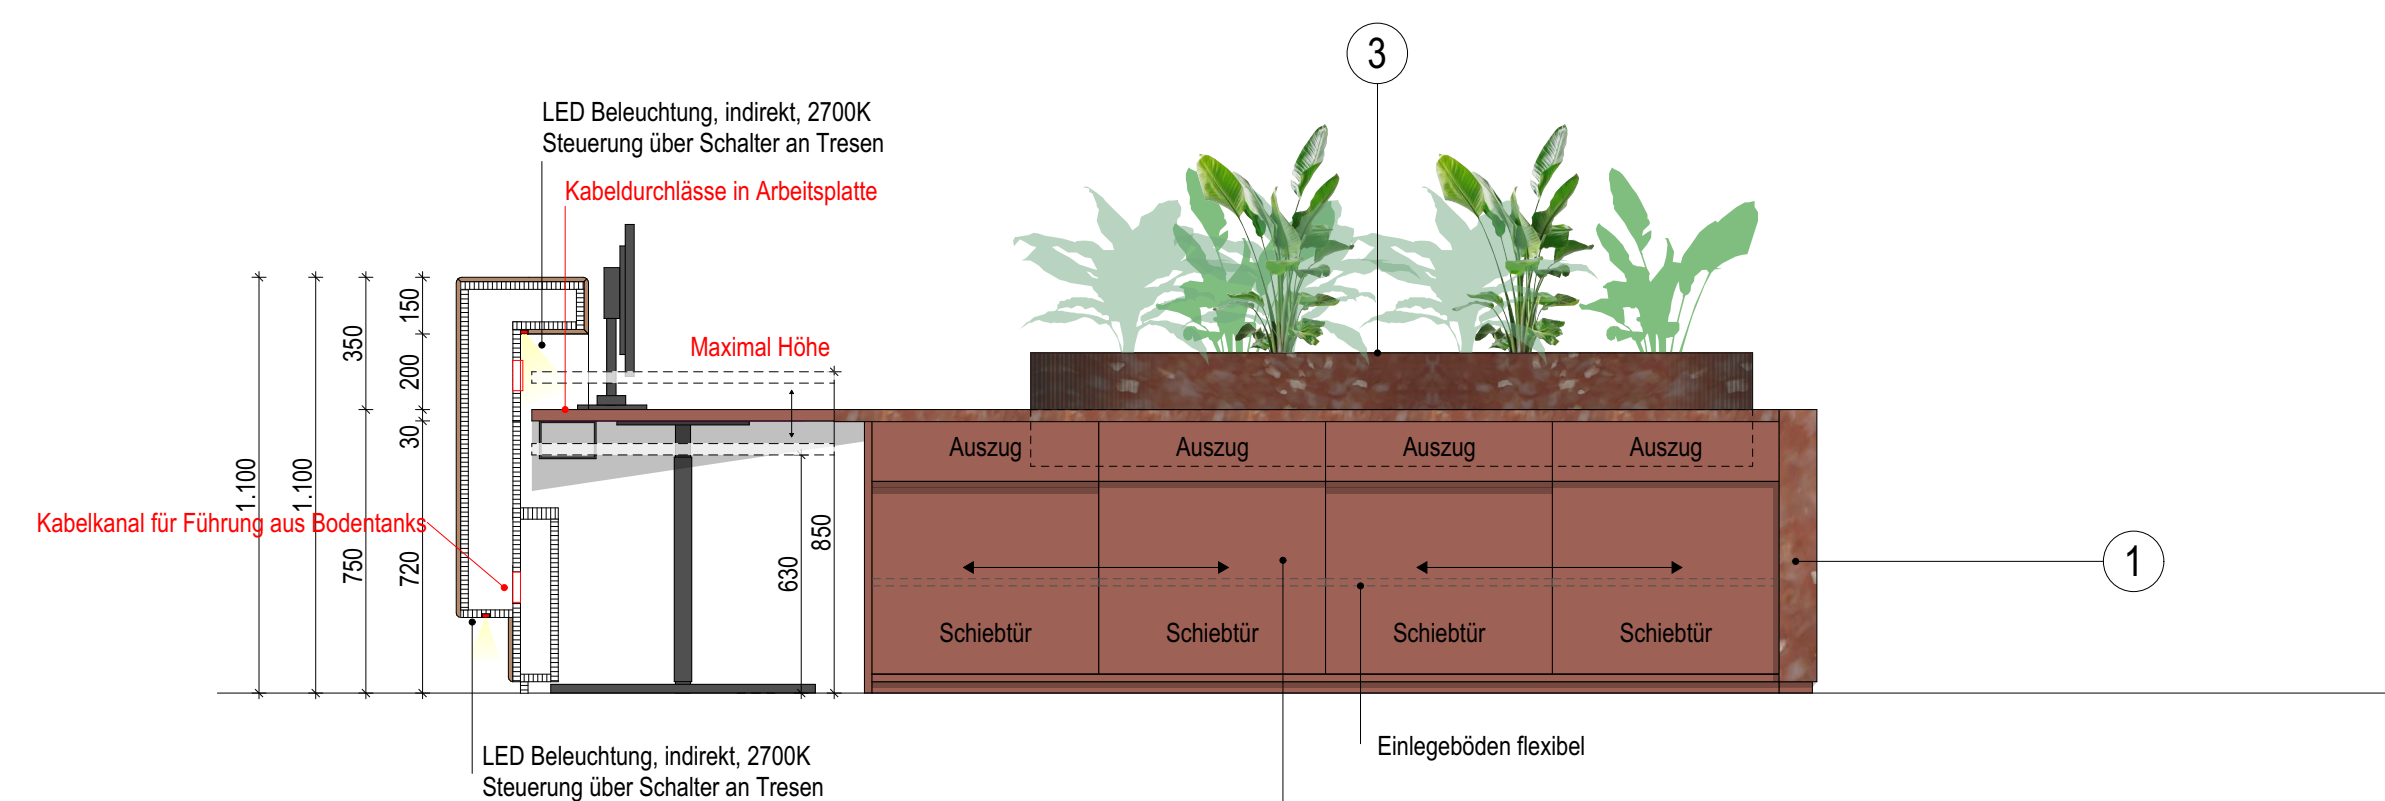 3
LED Beleuchtung, indirekt, 2700K
Steuerung über Schalter an Tresen
Kabeldurchlässe in Arbeitsplatte
Maximal Höhe
150
350
200
30
1.100
1.100
750
720
850
630
Kabelkanal für Führung aus Bodentanks
Auszug
Auszug
Auszug
Auszug
1
Schiebtür
Schiebtür
Schiebtür
Schiebtür
Einlegeböden flexibel
LED Beleuchtung, indirekt, 2700K
Steuerung über Schalter an Tresen